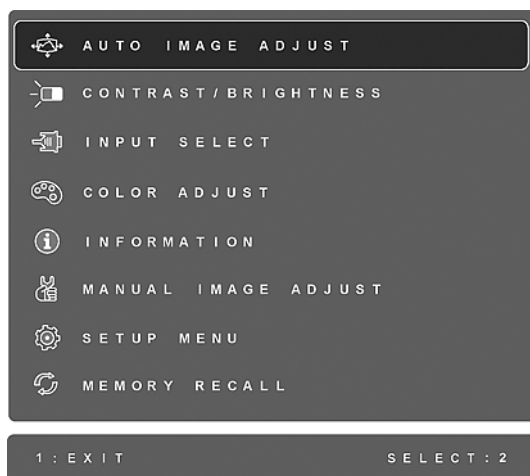 AUTO IMAGE ADJUST
CONTRAST/BRIGHTNESS
INPUT SELECT
COLOR ADJUST
INFORMATION
MANUAL IMAGE ADJUST
SETUP MENU
MEMORY RECALL
1:EXIT SELECT:2